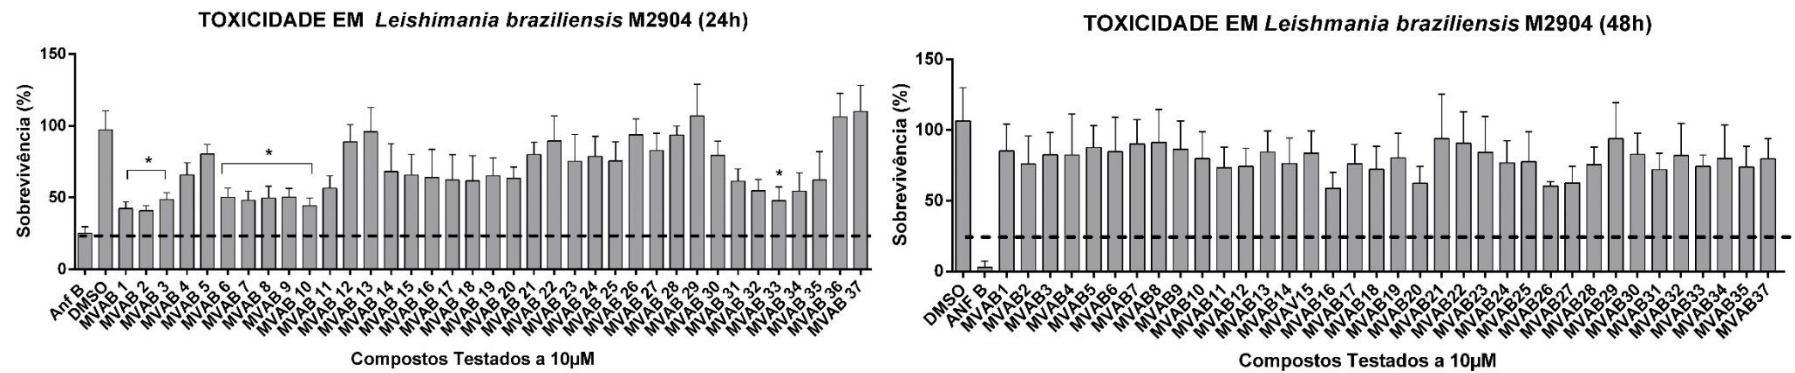 TOXICIDADE EM Leishimania braziliensis M2904 (24h)
Sobrevivência (%)
150
100
50
0
*
*
*
Anf B
DMSO
MVAB 1
MVAB 2
MVAB 3
MVAB 4
MVAB 5
MVAB 6
MVAB 7
MVAB 8
MVAB 9
MVAB 10
MVAB 11
MVAB 12
MVAB 13
MVAB 14
MVAB 15
MVAB 16
MVAB 17
MVAB 18
MVAB 19
MVAB 20
MVAB 21
MVAB 22
MVAB 23
MVAB 24
MVAB 25
MVAB 26
MVAB 27
MVAB 28
MVAB 29
MVAB 30
MVAB 31
MVAB 32
MVAB 33
MVAB 34
MVAB 35
MVAB 36
MVAB 37
Compostos Testados a 10µM
TOXICIDADE EM Leishmania braziliensis M2904 (48h)
Sobrevivência (%)
150
100
50
0
DMSO
ANF B
MVAB1
MVAB2
MVAB3
MVAB4
MVAB5
MVAB6
MVAB7
MVAB8
MVAB9
MVAB10
MVAB11
MVAB12
MVAB13
MVAB14
MVAV15
MVAB16
MVAB17
MVAB18
MVAB19
MVAB20
MVAB21
MVAB22
MVAB23
MVAB24
MVAB25
MVAB26
MVAB27
MVAB28
MVAB29
MVAB30
MVAB31
MVAB32
MVAB33
MVAB34
MVAB35
MVAB37
Compostos Testados a 10µM